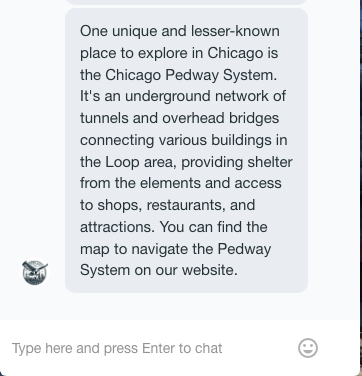 One unique and lesser-known
place to explore in Chicago is
the Chicago Pedway System.
It's an underground network of
tunnels and overhead bridges
connecting various buildings in
the Loop area, providing shelter
from the elements and access
to shops, restaurants, and
attractions. You can find the
map to navigate the Pedway
System on our website.
Type here and press Enter to chat